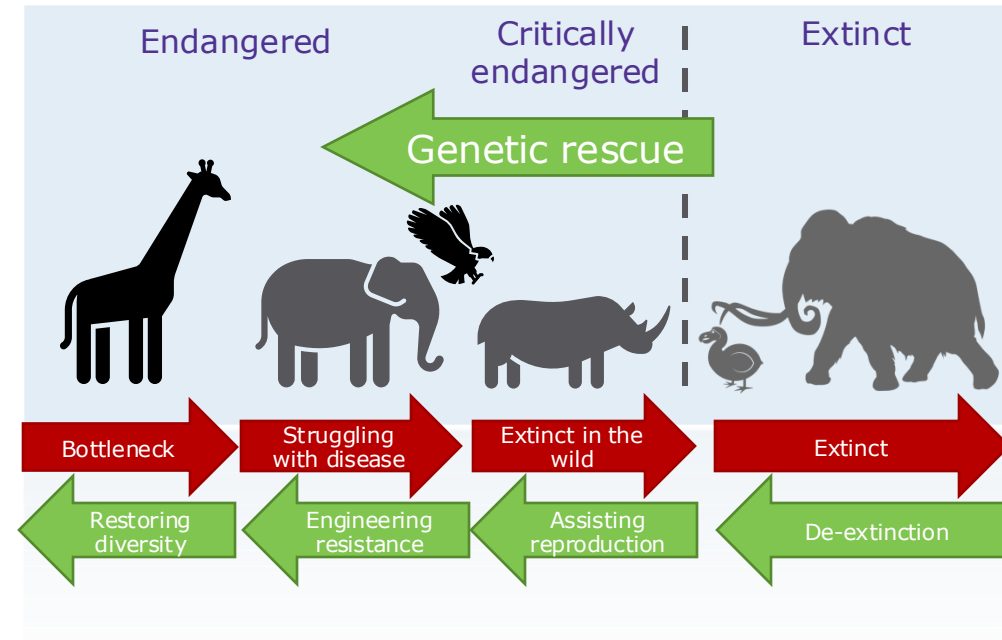 Endangered
Critically
endangered
Extinct
Genetic rescue
Bottleneck
Struggling
with disease
Extinct in the
wild
Extinct
Restoring
diversity
Engineering
resistance
Assisting
reproduction
De-extinction